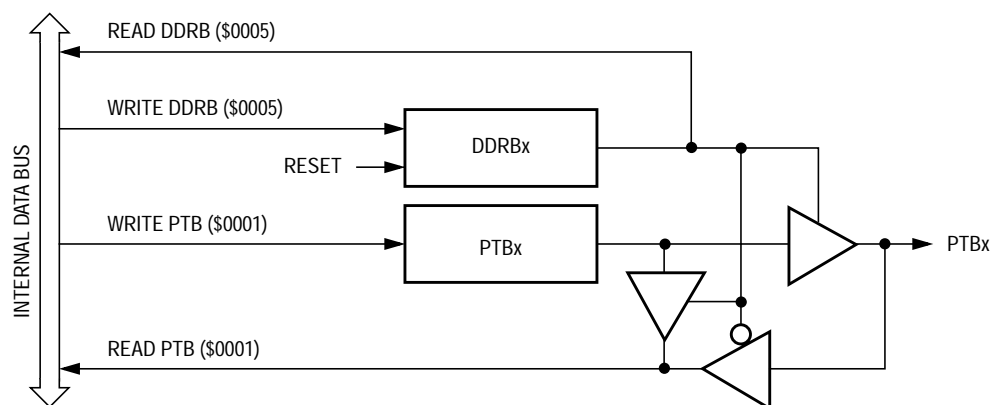 READ DDRB ($0005)
WRITE DDRB ($0005)
DDRBx
RESET
WRITE PTB ($0001)
PTBx
PTBx
READ PTB ($0001)
INTERNAL DATA BUS